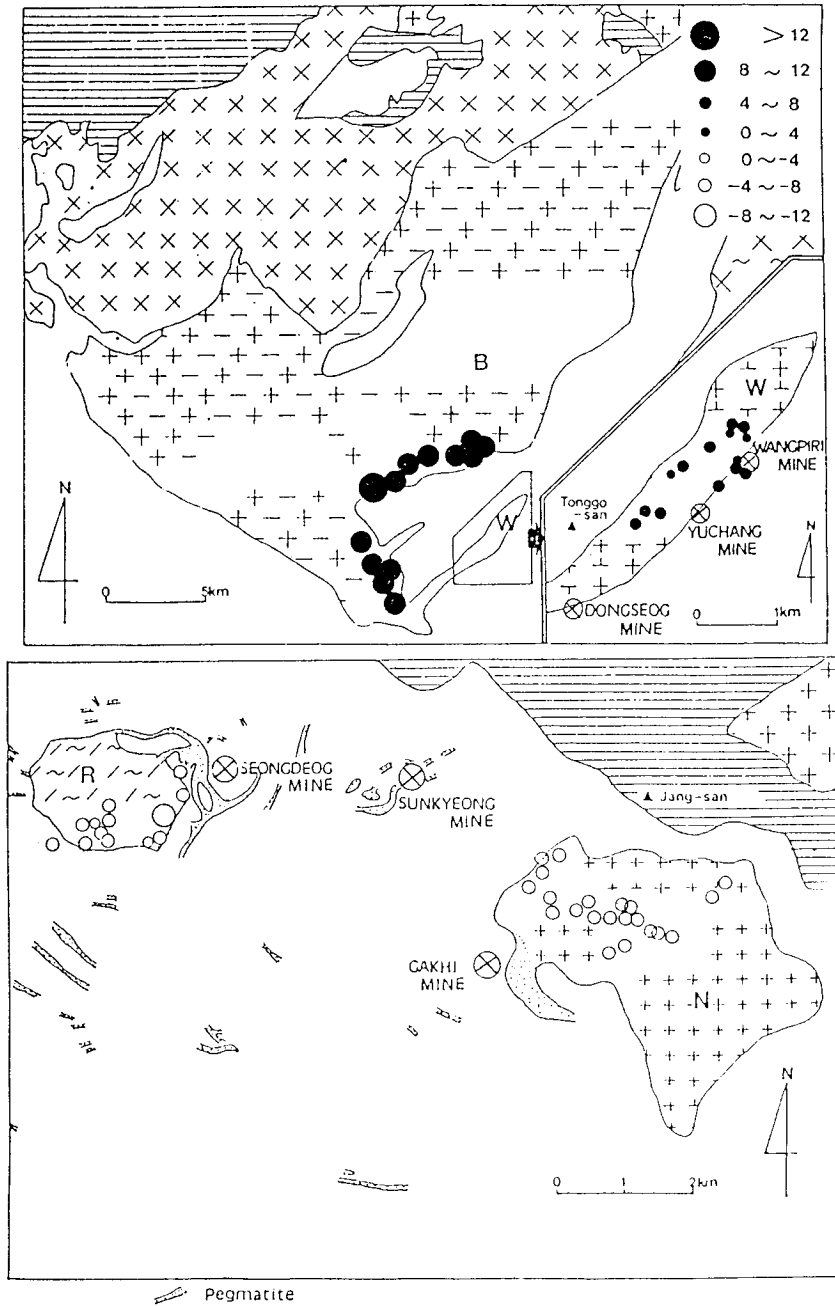 > 12
8 ~ 12
4 ~ 8
0 ~ 4
0 ~ -4
-4 ~ -8
-8 ~ -12
B
W
WANGPIRI
MINE
N
Tonggo
-san
W
YUCHANG
MINE
N
0 5km
DONGSEOG
MINE
0 1km
R
SEONGDEOG
MINE
SUNKYEONG
MINE
Jang-san
GAKHI
MINE
N
N
0 1 2km
Pegmatite